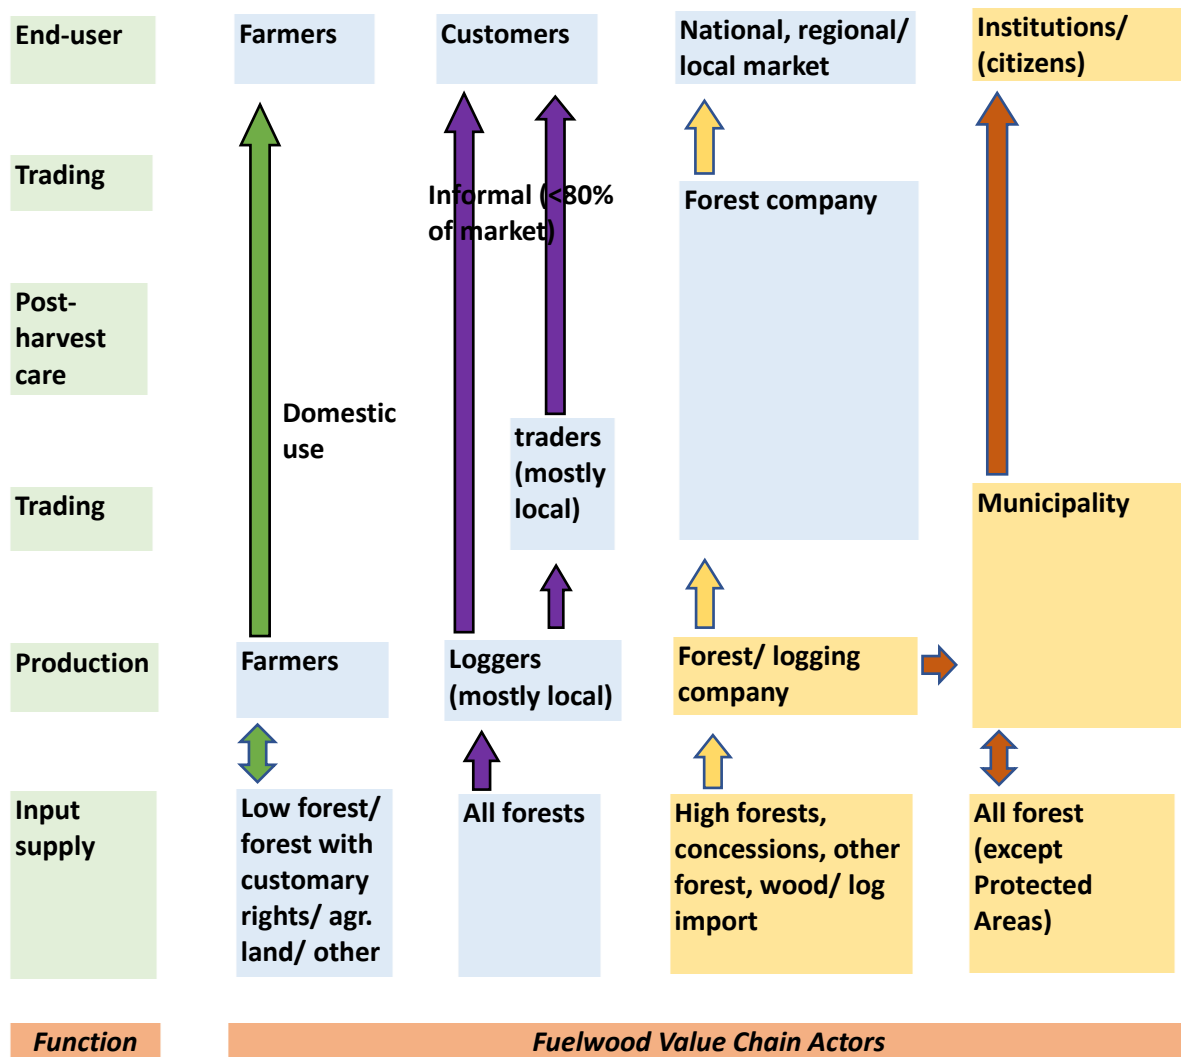 End-user
Farmers
Customers
National, regional/
local market
Institutions/
(citizens)
Trading
Informal (<80%
of market)
Forest company
Post-
harvest
care
Domestic
use
traders
(mostly
local)
Trading
Municipality
Production
Farmers
Loggers
(mostly local)
Forest/ logging
company
Input
supply
Low forest/
forest with
customary
rights/ agr.
land/ other
All forests
High forests,
concessions, other
forest, wood/ log
import
All forest
(except
Protected
Areas)
Function
Fuelwood Value Chain Actors